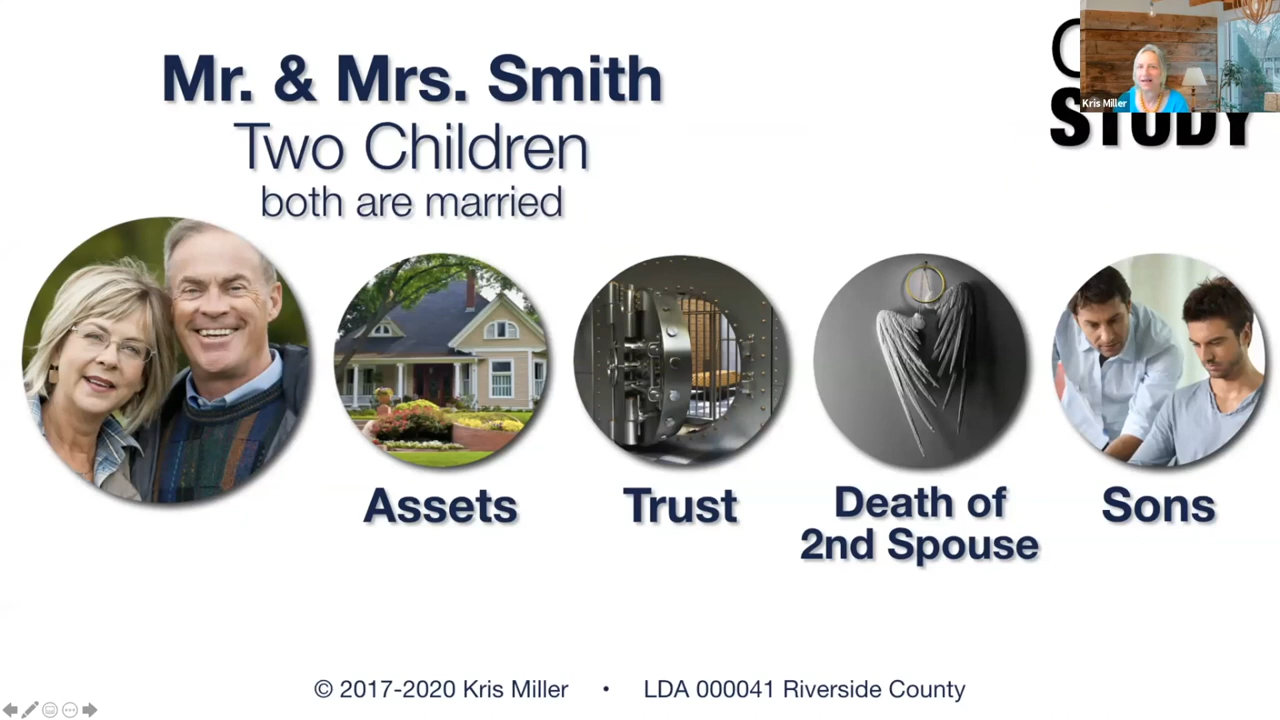 Mr. & Mrs. Smith
Two Children
both are married
Kris Miller
STUDY
Assets
Trust
Death of
2nd Spouse
Sons
© 2017-2020 Kris Miller • LDA 000041 Riverside County